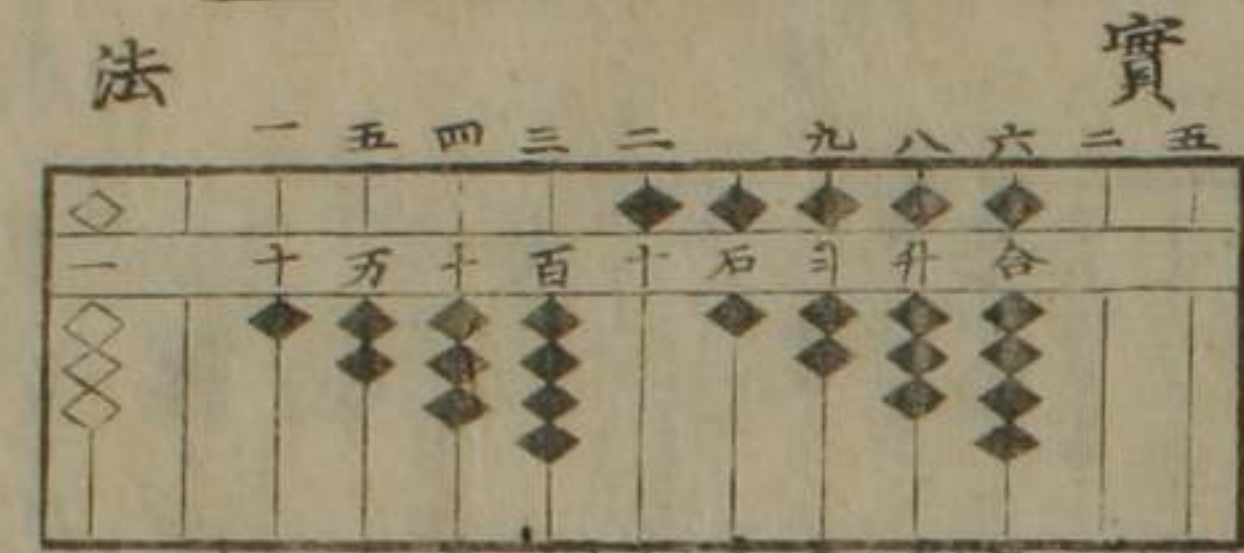 法 實
一 五 四 三 二 九 八 六 二 五
一 十 万 千 百 十 石 斗 升 合